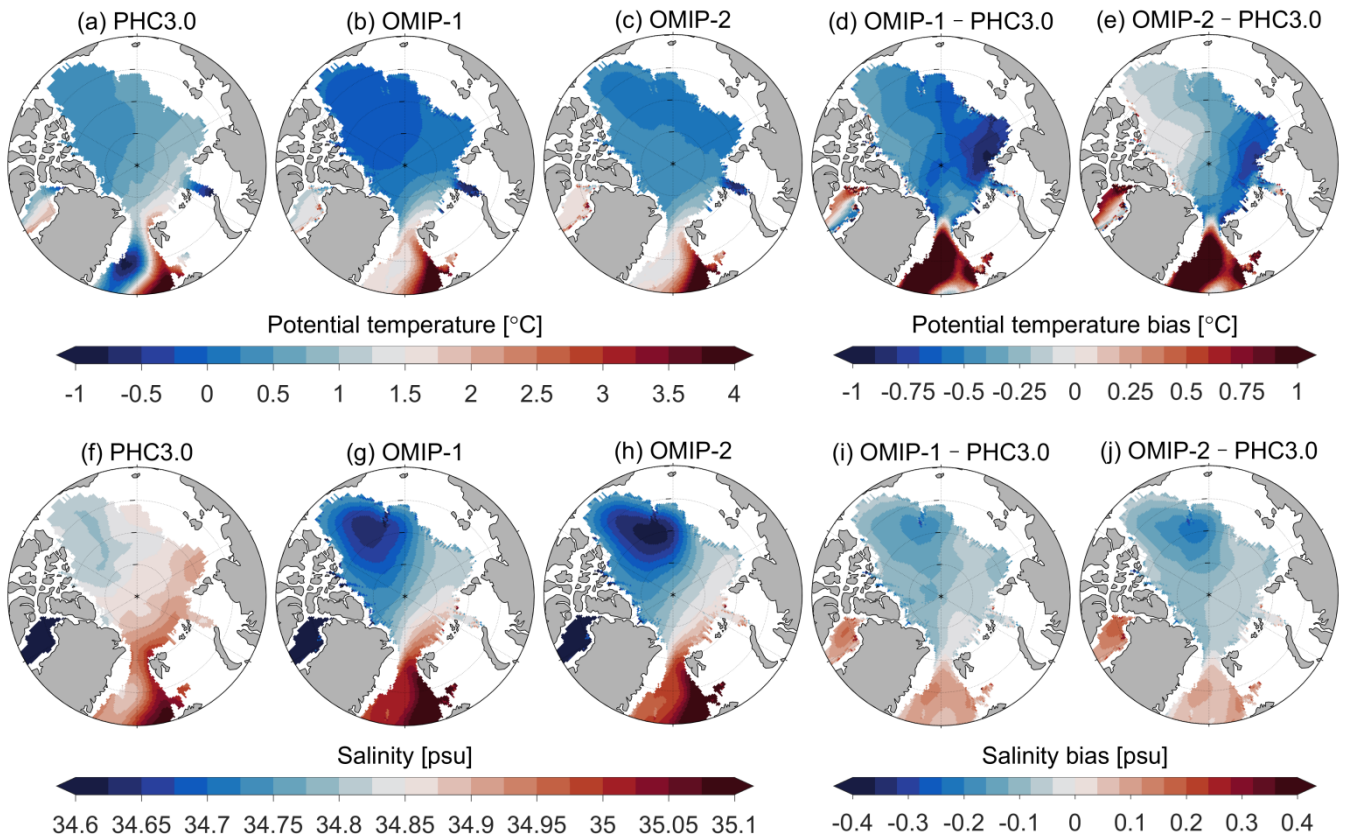 (a) PHC3.0
(b) OMIP-1
(c) OMIP-2
(d) OMIP-1 − PHC3.0
(e) OMIP-2 − PHC3.0
Potential temperature [°C]
-1 -0.5 0 0.5 1 1.5 2 2.5 3 3.5 4
Potential temperature bias [°C]
-1 -0.75 -0.5 -0.25 0 0.25 0.5 0.75 1
(f) PHC3.0
(g) OMIP-1
(h) OMIP-2
(i) OMIP-1 − PHC3.0
(j) OMIP-2 − PHC3.0
Salinity [psu]
34.6 34.65 34.7 34.75 34.8 34.85 34.9 34.95 35 35.05 35.1
Salinity bias [psu]
-0.4 -0.3 -0.2 -0.1 0 0.1 0.2 0.3 0.4